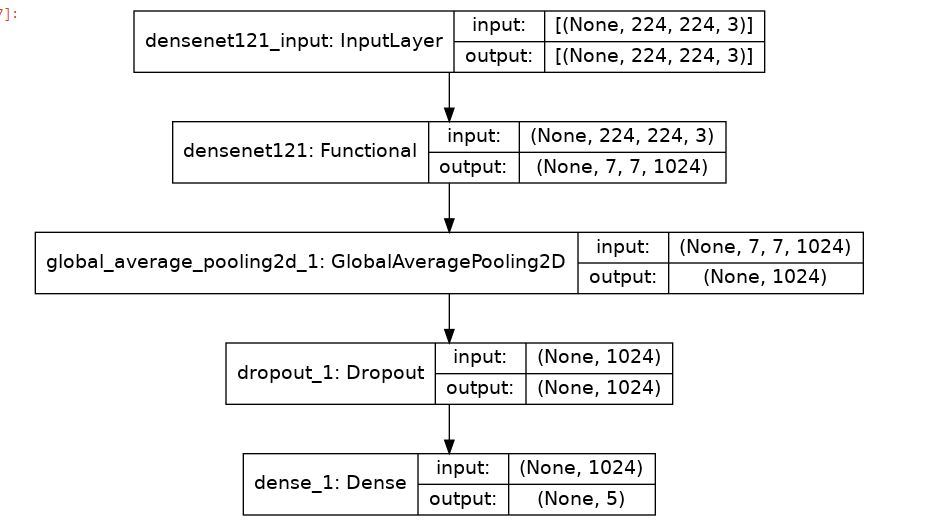 7]:
densenet121_input: InputLayer
input:
[(None, 224, 224, 3)]
output:
[(None, 224, 224, 3)]
densenet121: Functional
input:
(None, 224, 224, 3)
output:
(None, 7, 7, 1024)
global_average_pooling2d_1: GlobalAveragePooling2D
input:
(None, 7, 7, 1024)
output:
(None, 1024)
dropout_1: Dropout
input:
(None, 1024)
output:
(None, 1024)
dense_1: Dense
input:
(None, 1024)
output:
(None, 5)